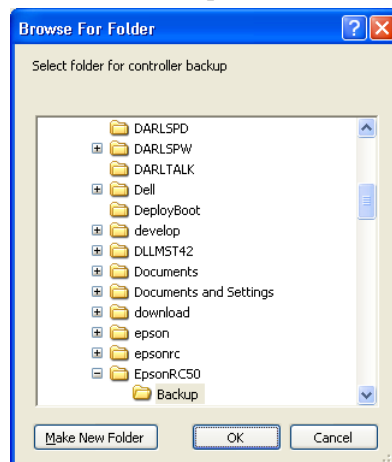 Browse For Folder
Select folder for controller backup
DARLSPD
DARLSPW
DARLTALK
Dell
DeployBoot
develop
DLLMST42
Documents
Documents and Settings
download
epson
epsonrc
EpsonRC50
Backup
Make New Folder OK Cancel